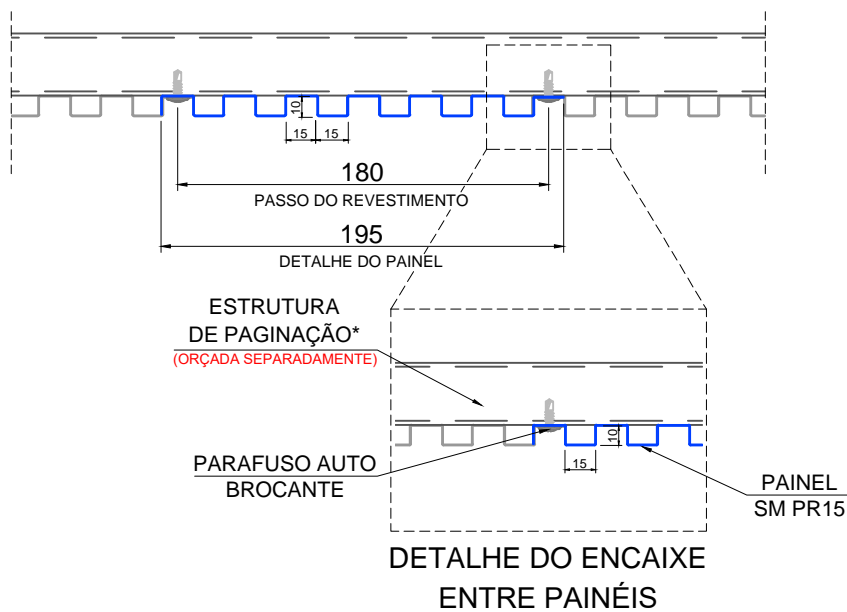 10
15
15
180
PASSO DO REVESTIMENTO
195
DETALHE DO PAINEL
ESTRUTURA
DE PAGINAÇÃO*
(ORÇADA SEPARADAMENTE)
10
15
PARAFUSO AUTO
BROCANTE
PAINEL
SM PR15
DETALHE DO ENCAIXE
ENTRE PAINÉIS